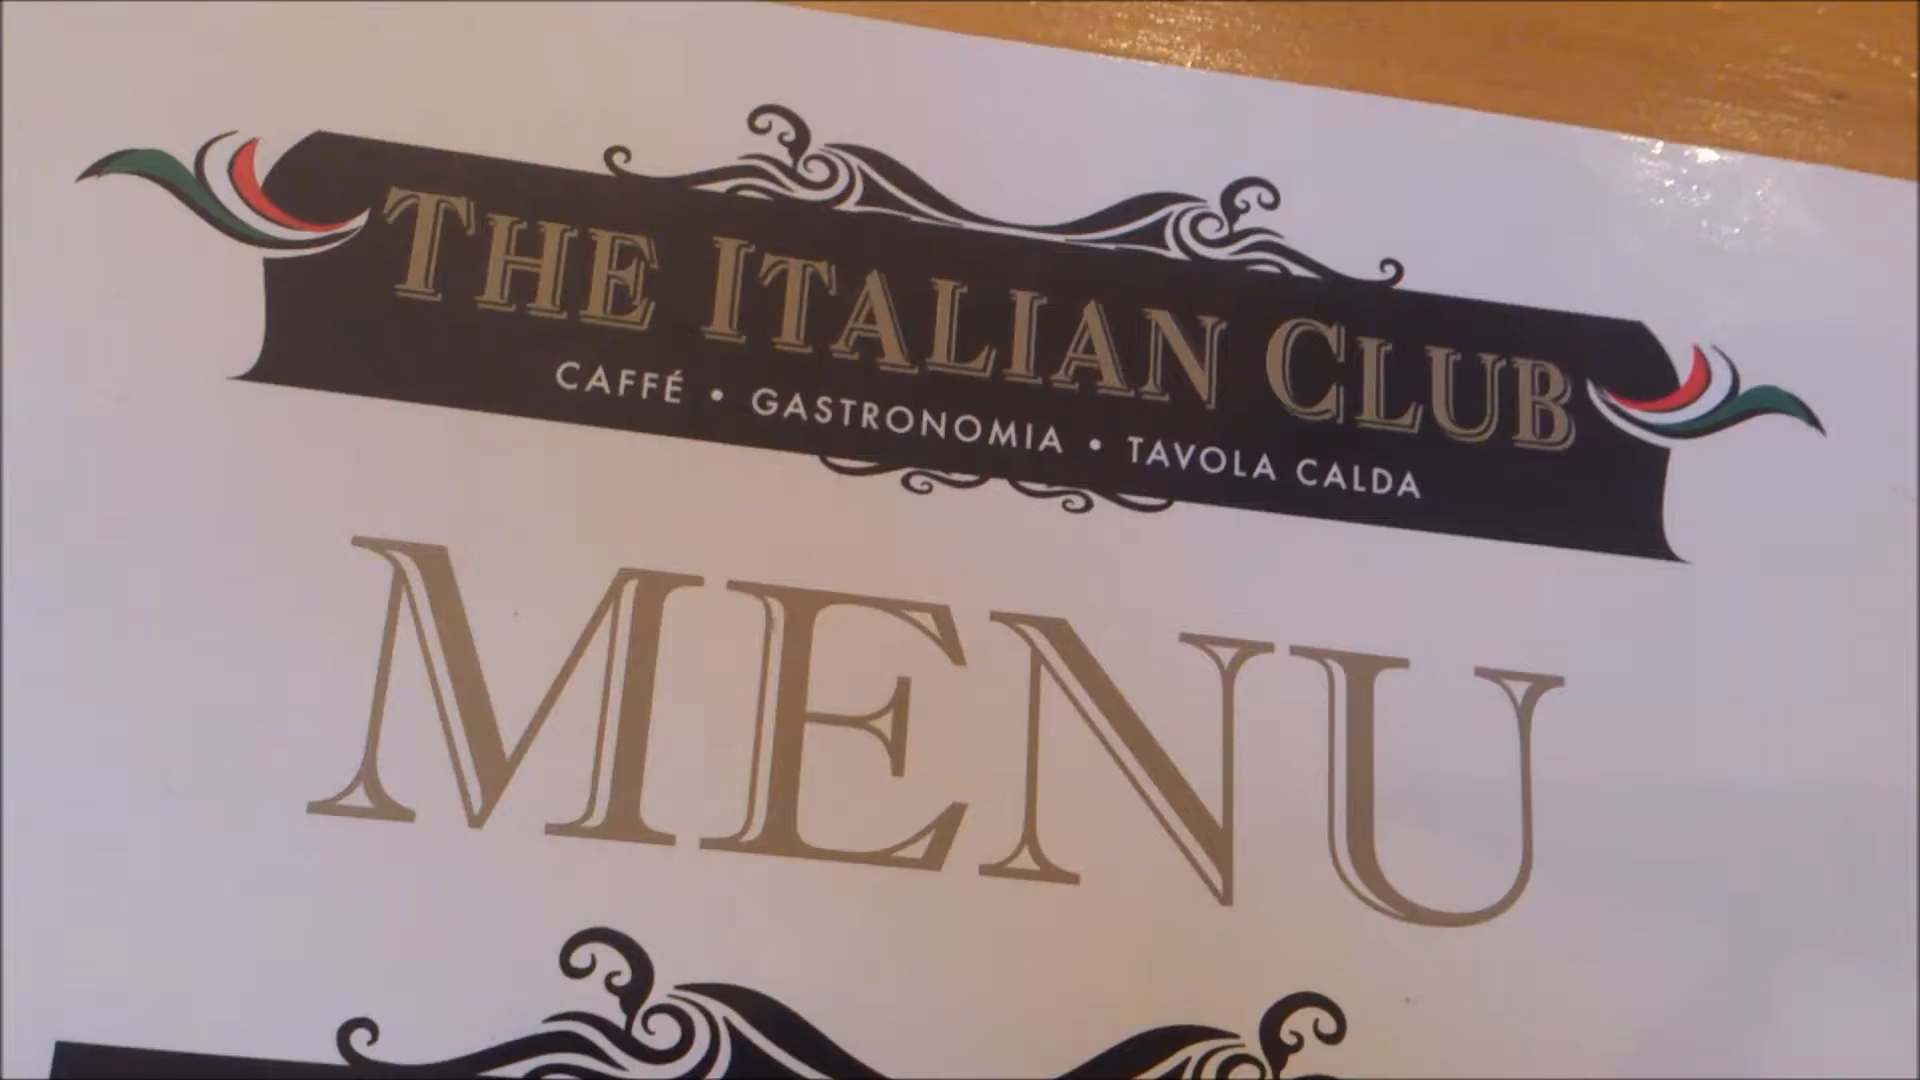 THE ITALIAN CLUB
CAFFÉ • GASTRONOMIA • TAVOLA CALDA
MENU